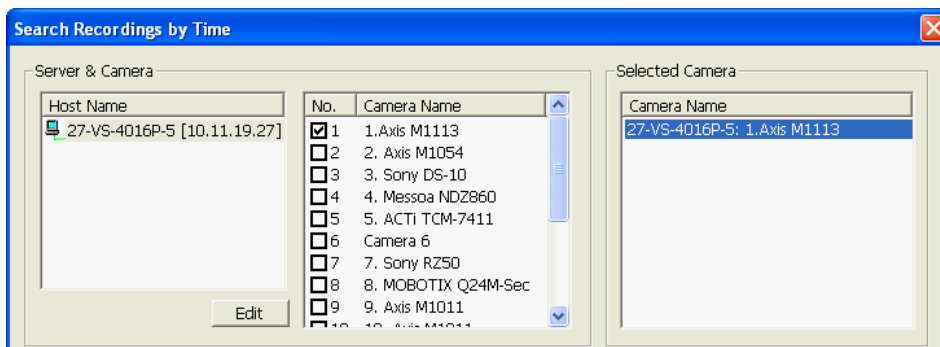 Search Recordings by Time
Server & Camera
Host Name
27-VS-4016P-5 [10.11.19.27]
Edit
No. Camera Name
1 1.Axis M1113
2 2. Axis M1054
3 3. Sony DS-10
4 4. Messoa NDZ860
5 5. ACTi TCM-7411
6 Camera 6
7 7. Sony RZ50
8 8. MOBOTIX Q24M-Sec
9 9. Axis M1011
Selected Camera
Camera Name
27-VS-4016P-5: 1.Axis M1113